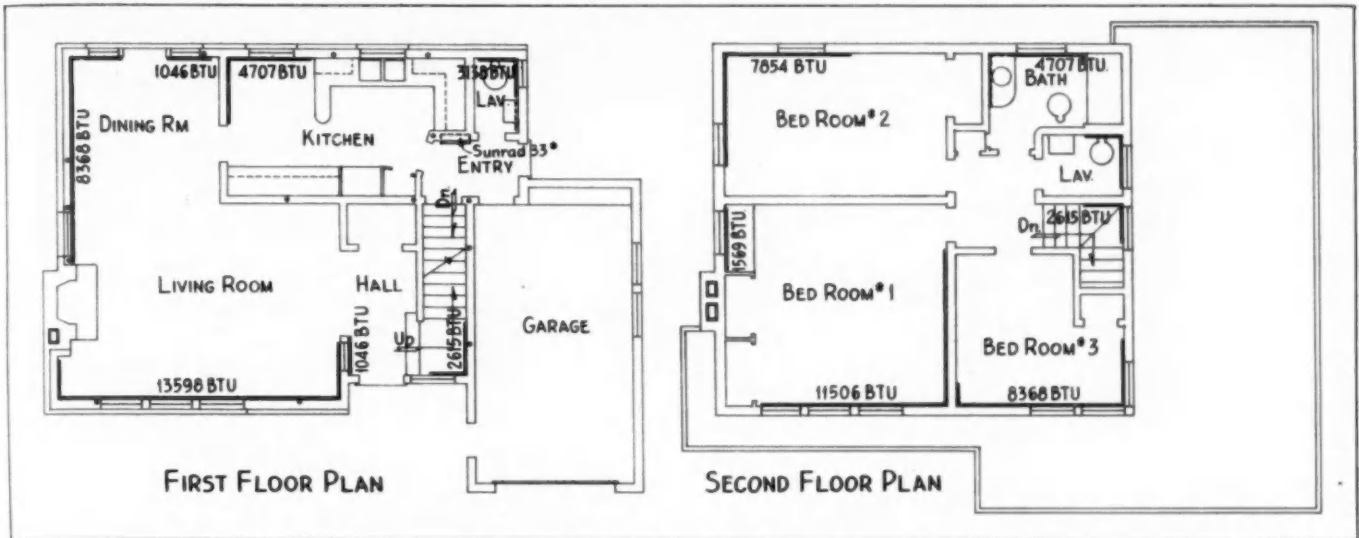 1046 BTU
4707 BTU
3138 BTU
LAV.
DINING RM
KITCHEN
8368 BTU
Sunrad 33"
ENTRY
Dn.
LIVING ROOM
HALL
GARAGE
Up
1046 BTU
2615 BTU
13598 BTU
FIRST FLOOR PLAN
7854 BTU
4707 BTU.
BATH
BED ROOM #2
LAV.
2615 BTU
Dn.
1569 BTU
BED ROOM #1
BED ROOM #3
11506 BTU
8368 BTU
SECOND FLOOR PLAN